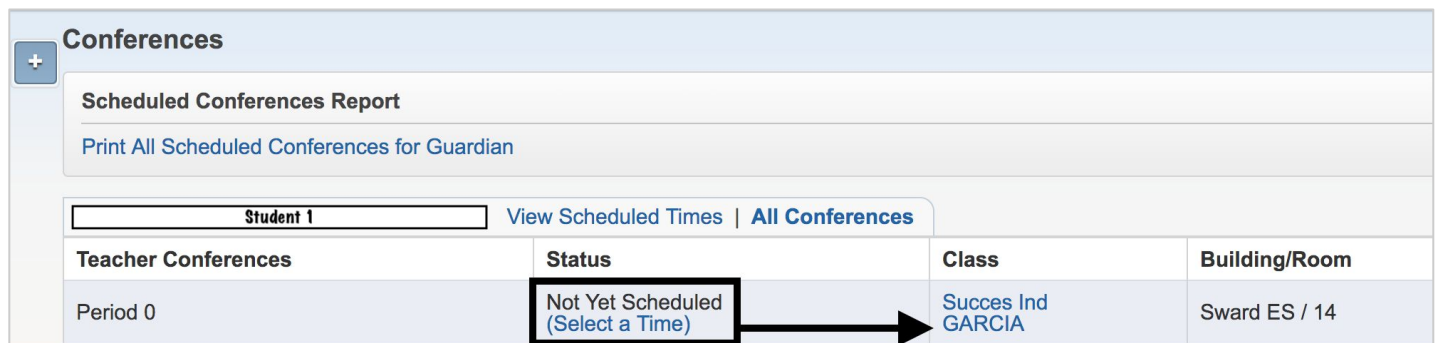 Conferences
+
Scheduled Conferences Report
Print All Scheduled Conferences for Guardian
Student 1 View Scheduled Times | All Conferences
Teacher Conferences Status Class Building/Room
Period 0 Not Yet Scheduled (Select a Time) Succes Ind GARCIA Sward ES / 14